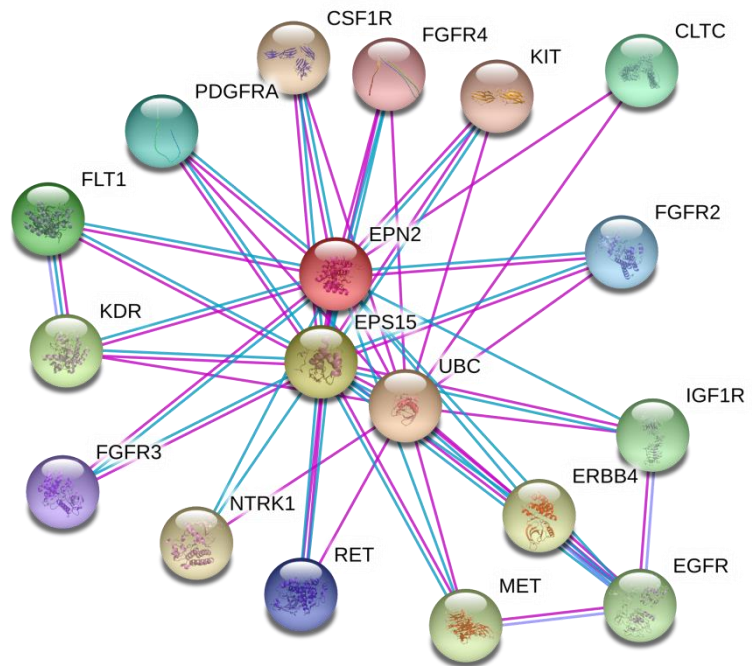 CSF1R
FGFR4
CLTC
KIT
PDGFRA
FLT1
FGFR2
EPN2
KDR
EPS15
UBC
IGF1R
FGFR3
ERBB4
NTRK1
RET
MET
EGFR